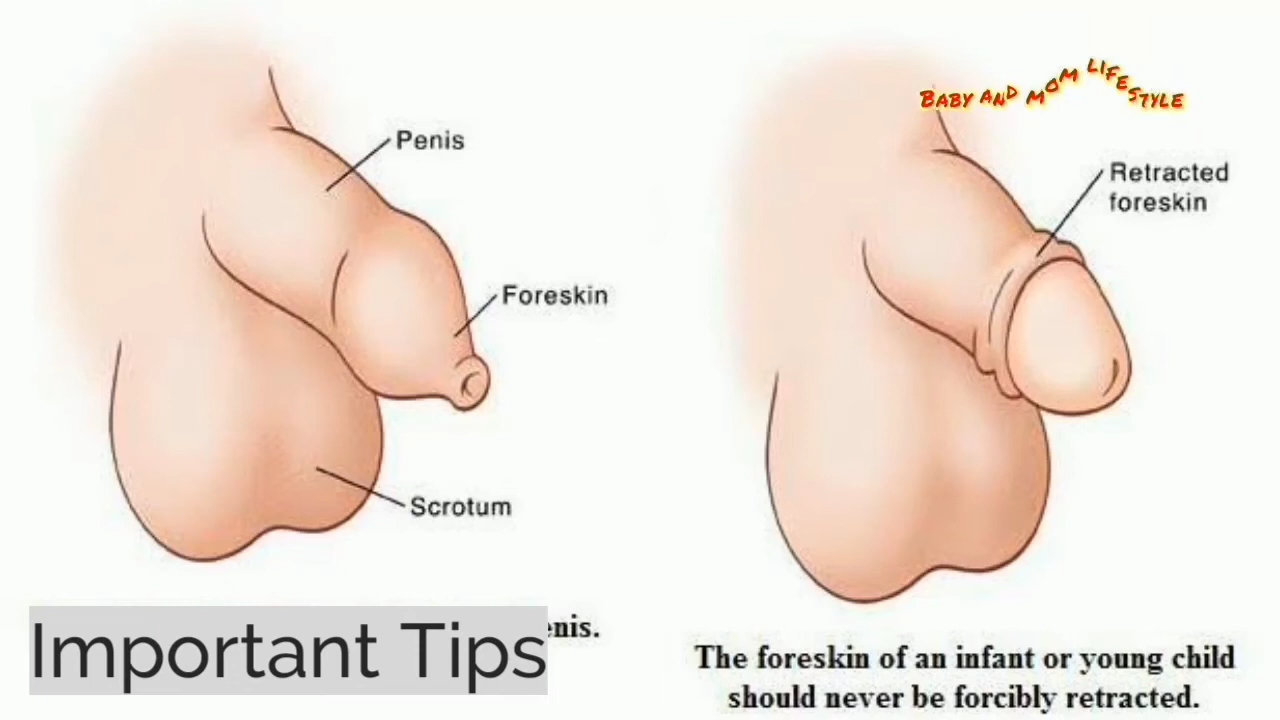 BABY AND MOM LIFESTYLE
Penis
Retracted
foreskin
Foreskin
Scrotum
Important Tips
enis.
The foreskin of an infant or young child
should never be forcibly retracted.